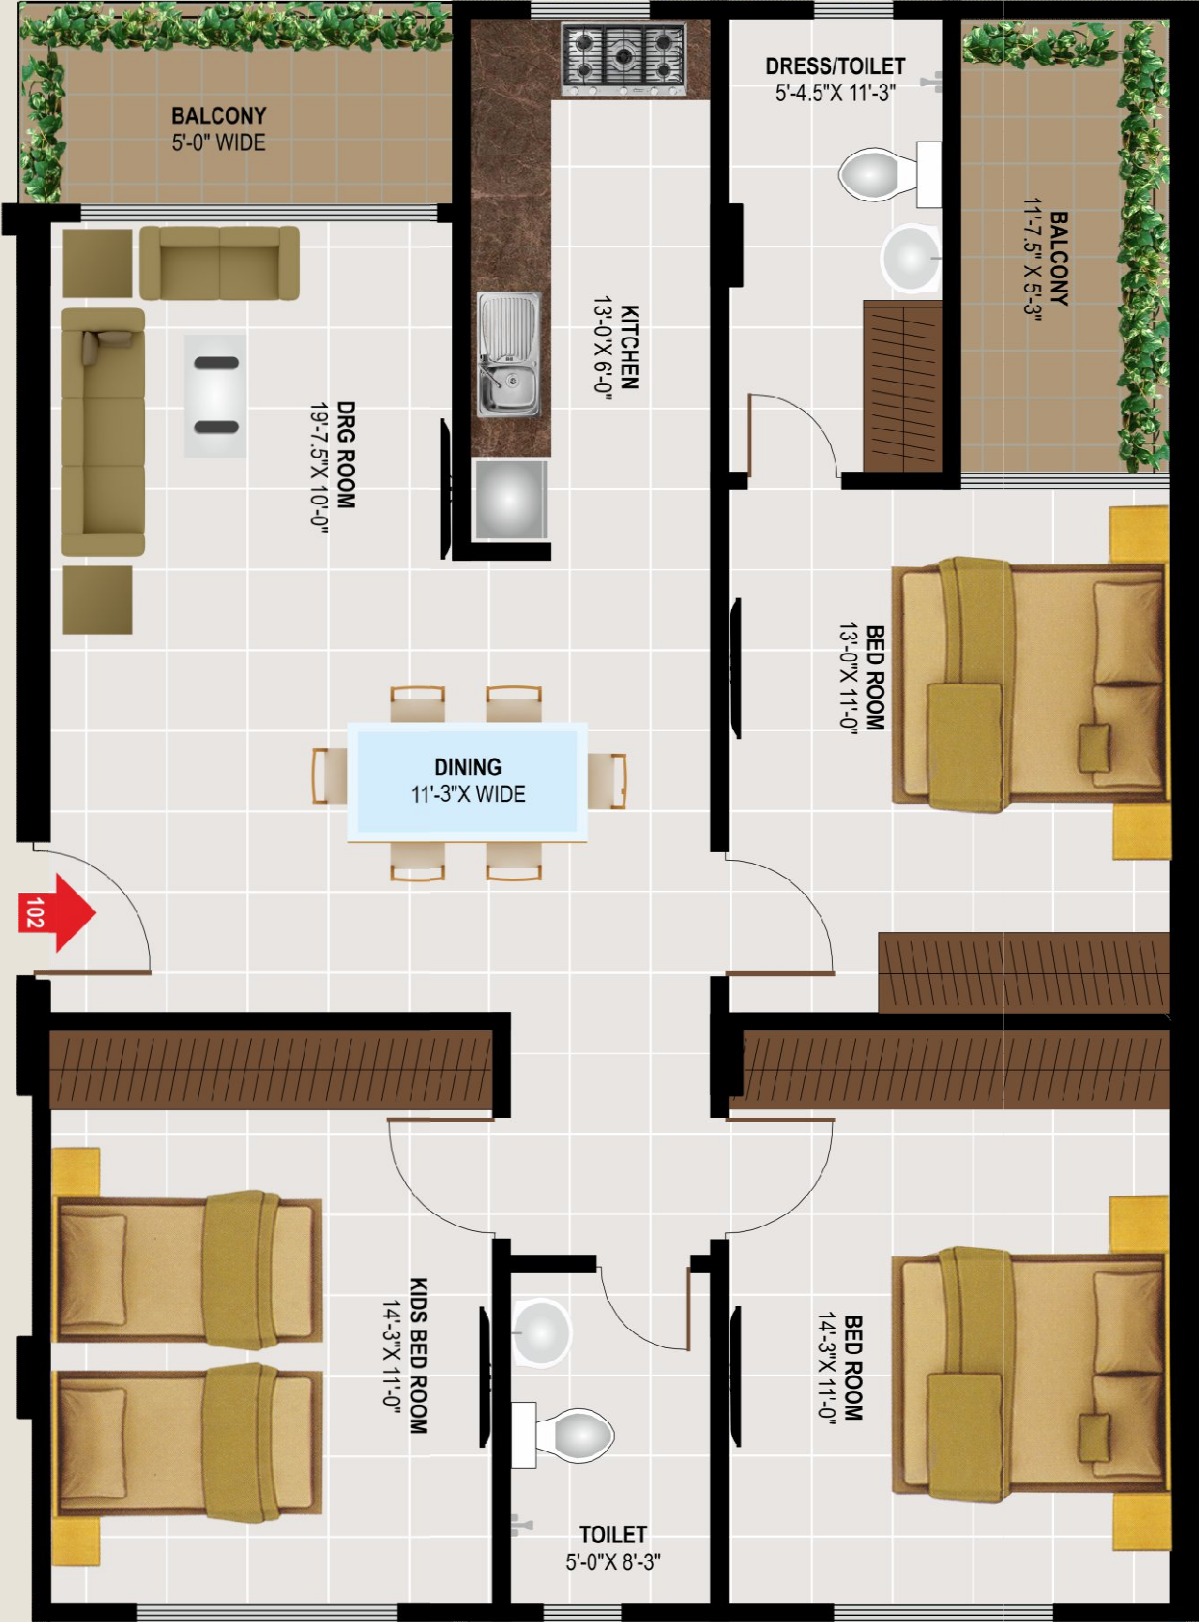 DRESS/TOILET
5'-4.5"X 11'-3"
BALCONY
5'-0" WIDE
BALCONY
11'-7.5" X 5'-3"
KITCHEN
13'-0'X 6'-0"
DRG ROOM
19'-7.5"X 10'-0"
BED ROOM
13'-0"X 11'-0"
DINING
11'-3"X WIDE
102
KIDS BED ROOM
14'-3"X 11'-0"
BED ROOM
14'-3"X 11'-0"
TOILET
5'-0"X 8'-3"